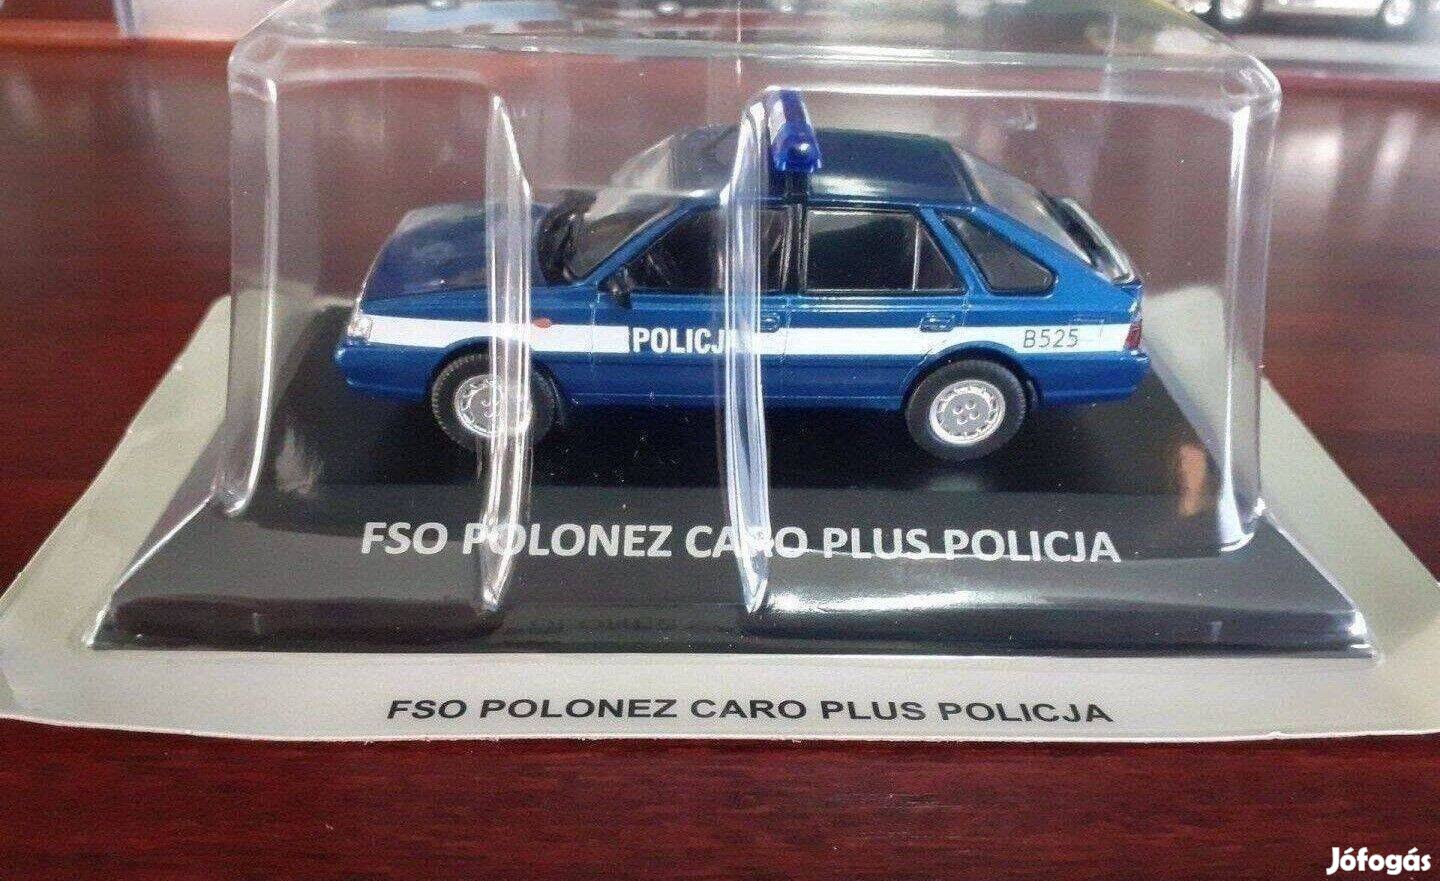 POLICJA
B525
FSO POLONEZ CARO PLUS POLICJA
FSO POLONEZ CARO PLUS POLICJA
Jófogás